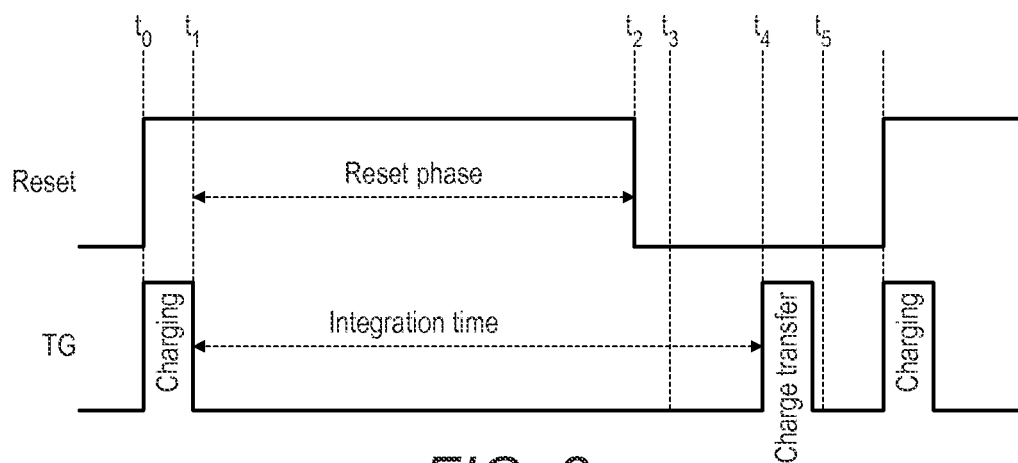 t0 t1 t2 t3 t4 t5
Reset
Reset phase
TG
Charging
Integration time
Charge transfer
Charging